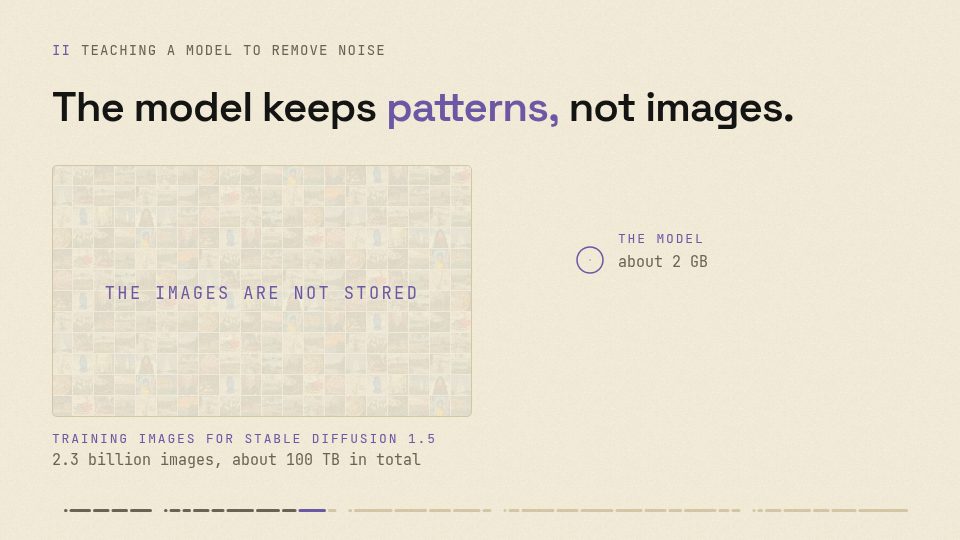 II TEACHING A MODEL TO REMOVE NOISE
The model keeps patterns, not images.
THE IMAGES ARE NOT STORED
THE MODEL
about 2 GB
TRAINING IMAGES FOR STABLE DIFFUSION 1.5
2.3 billion images, about 100 TB in total